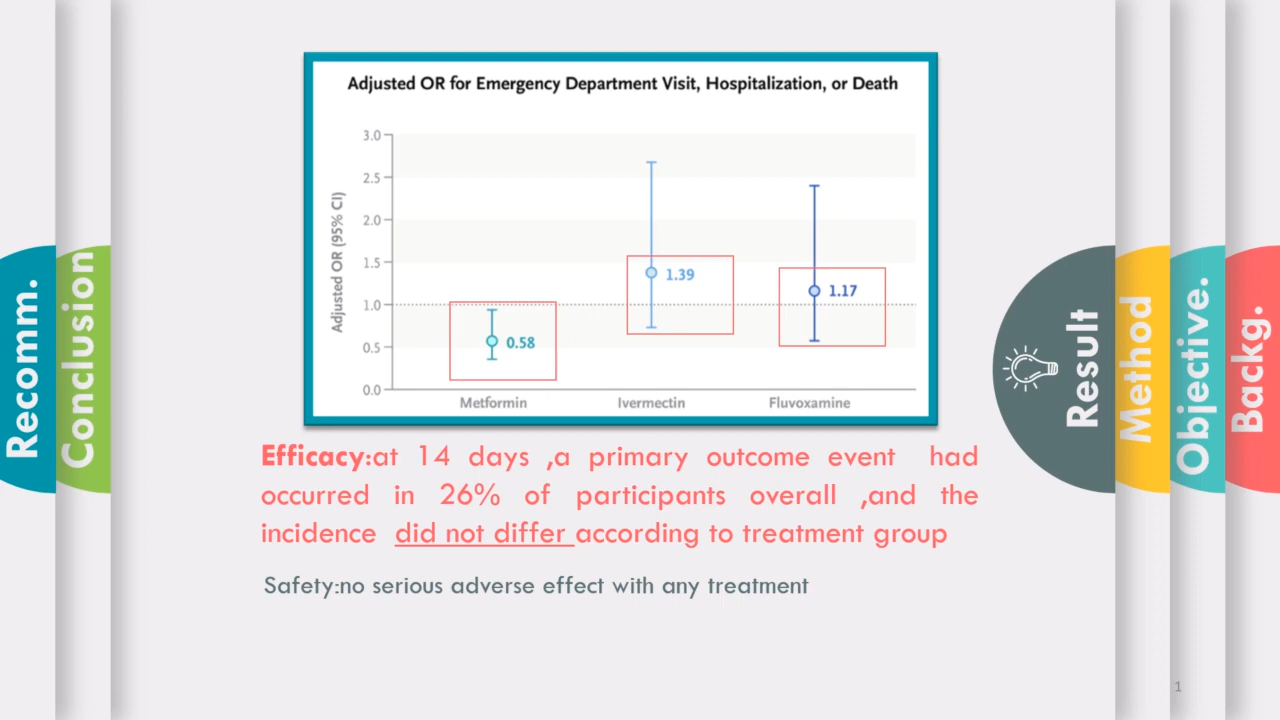 Adjusted OR for Emergency Department Visit, Hospitalization, or Death
Adjusted OR (95% CI)
3.0
2.5
2.0
1.5
1.0
0.5
0.0
0.58
1.39
1.17
Metformin
Ivermectin
Fluvoxamine
Efficacy:at 14 days ,a primary outcome event had
occurred in 26% of participants overall ,and the
incidence did not differ according to treatment group
Safety:no serious adverse effect with any treatment
Recomm.
Conclusion
Result
Method
Objective.
Backg.
1